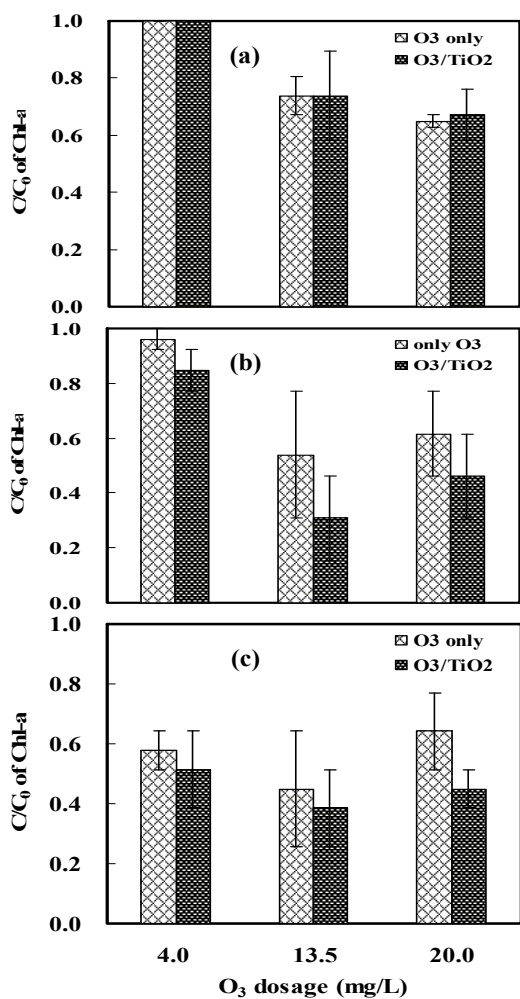 (a)
O3 only
O3/TiO2
C/C0 of Chl-a
1.0
0.8
0.6
0.4
0.2
0.0
(b)
only O3
O3/TiO2
C/C0 of Chl-a
1.0
0.8
0.6
0.4
0.2
0.0
(c)
O3 only
O3/TiO2
C/C0 of Chl-a
1.0
0.8
0.6
0.4
0.2
0.0
4.0 13.5 20.0
O3 dosage (mg/L)